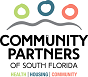 COMMUNITY
PARTNERS
OF SOUTH FLORIDA
HEALTH | HOUSING | COMMUNITY